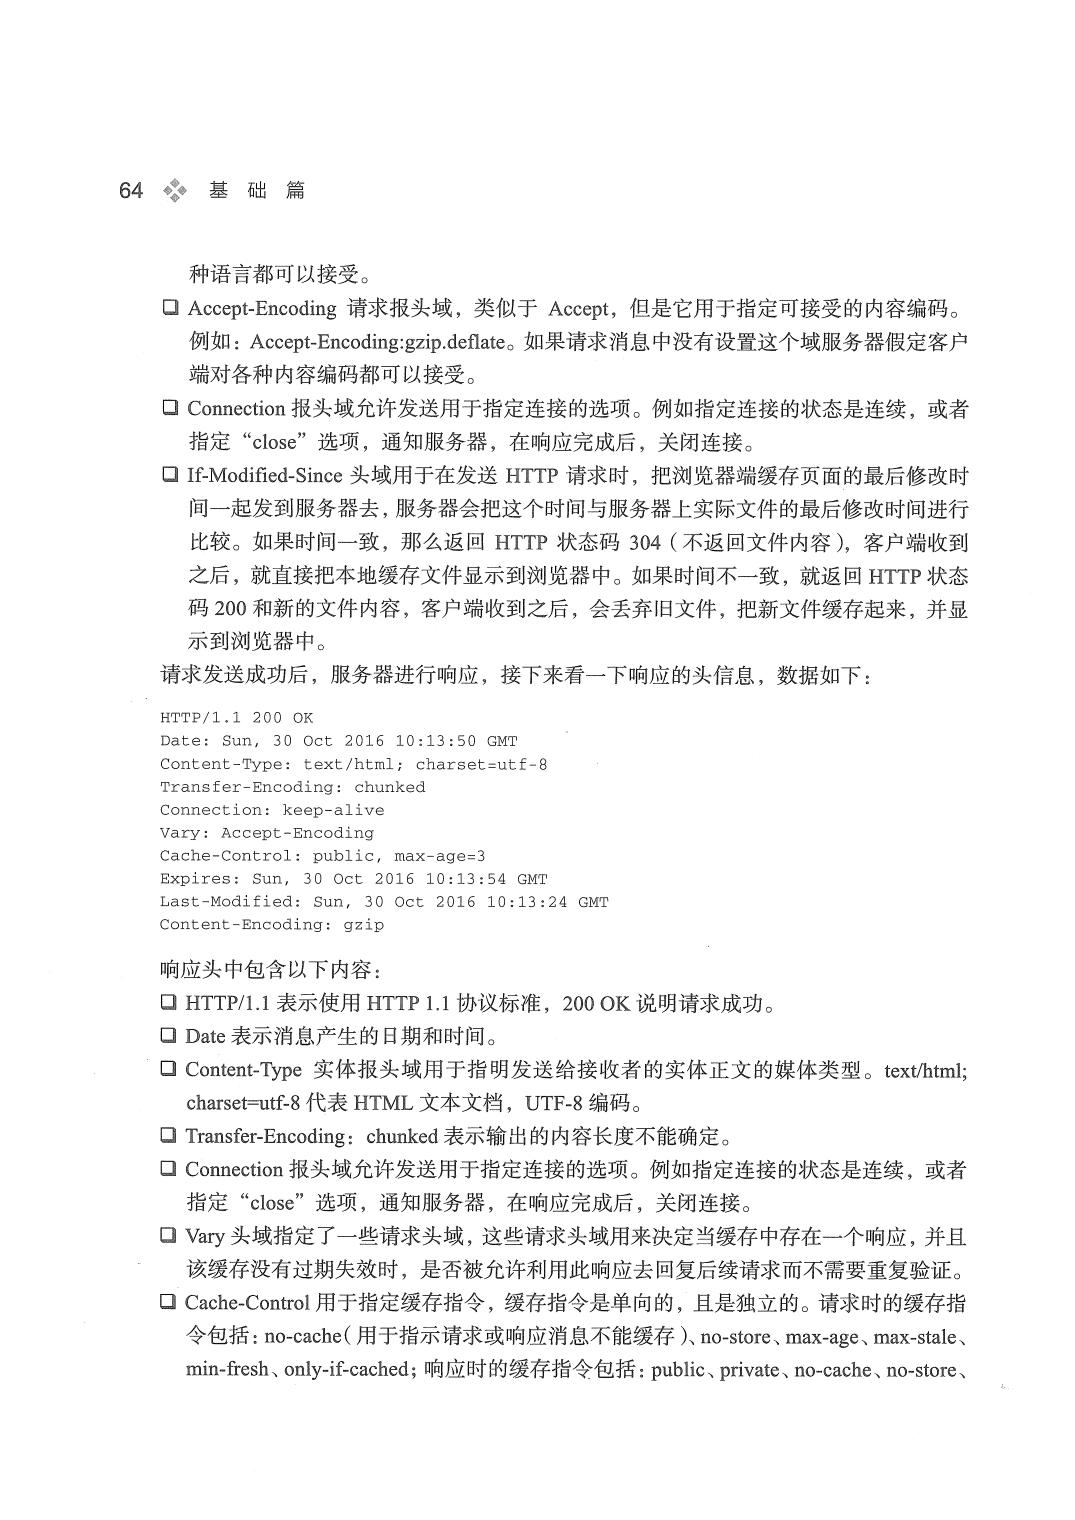 64 基 础 篇
种语言都可以接受。
❑ Accept-Encoding 请求报头域，类似于 Accept，但是它用于指定可接受的内容编码。
例如：Accept-Encoding:gzip.deflate。如果请求消息中没有设置这个域服务器假定客户
端对各种内容编码都可以接受。
❑ Connection 报头域允许发送用于指定连接的选项。例如指定连接的状态是连续，或者
指定“close”选项，通知服务器，在响应完成后，关闭连接。
❑ If-Modified-Since 头域用于在发送 HTTP 请求时，把浏览器端缓存页面的最后修改时
间一起发到服务器去，服务器会把这个时间与服务器上实际文件的最后修改时间进行
比较。如果时间一致，那么返回 HTTP 状态码 304（不返回文件内容），客户端收到
之后，就直接把本地缓存文件显示到浏览器中。如果时间不一致，就返回 HTTP 状态
码 200 和新的文件内容，客户端收到之后，会丢弃旧文件，把新文件缓存起来，并显
示到浏览器中。
请求发送成功后，服务器进行响应，接下来看一下响应的头信息，数据如下：
HTTP/1.1 200 OK
Date: Sun, 30 Oct 2016 10:13:50 GMT
Content-Type: text/html; charset=utf-8
Transfer-Encoding: chunked
Connection: keep-alive
Vary: Accept-Encoding
Cache-Control: public, max-age=3
Expires: Sun, 30 Oct 2016 10:13:54 GMT
Last-Modified: Sun, 30 Oct 2016 10:13:24 GMT
Content-Encoding: gzip
响应头中包含以下内容：
❑ HTTP/1.1 表示使用 HTTP 1.1 协议标准，200 OK 说明请求成功。
❑ Date 表示消息产生的日期和时间。
❑ Content-Type 实体报头域用于指明发送给接收者的实体正文的媒体类型。text/html;
charset=utf-8 代表 HTML 文本文档，UTF-8 编码。
❑ Transfer-Encoding：chunked 表示输出的内容长度不能确定。
❑ Connection 报头域允许发送用于指定连接的选项。例如指定连接的状态是连续，或者
指定“close”选项，通知服务器，在响应完成后，关闭连接。
❑ Vary 头域指定了一些请求头域，这些请求头域用来决定当缓存中存在一个响应，并且
该缓存没有过期失效时，是否被允许利用此响应去回复后续请求而不需要重复验证。
❑ Cache-Control 用于指定缓存指令，缓存指令是单向的，且是独立的。请求时的缓存指
令包括：no-cache（用于指示请求或响应消息不能缓存）、no-store、max-age、max-stale、
min-fresh、only-if-cached；响应时的缓存指令包括：public、private、no-cache、no-store、